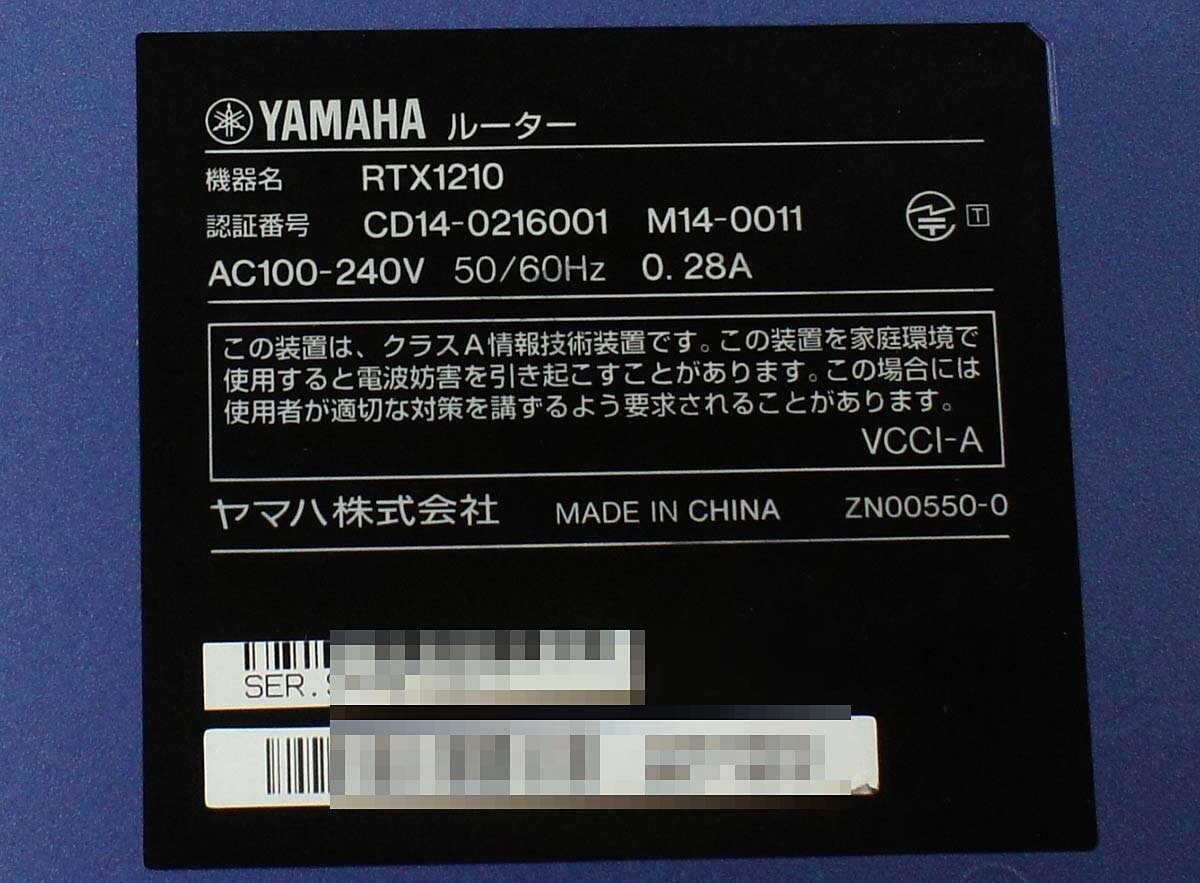 YAMAHA ルーター
機器名 RTX1210
認証番号 CD14-0216001 M14-0011
T
AC100-240V 50/60Hz 0.28A
この装置は、クラスA情報技術装置です。この装置を家庭環境で
使用すると電波妨害を引き起こすことがあります。この場合には
使用者が適切な対策を講ずるよう要求されることがあります。
VCCI-A
ヤマハ株式会社 MADE IN CHINA ZN00550-0
SER.